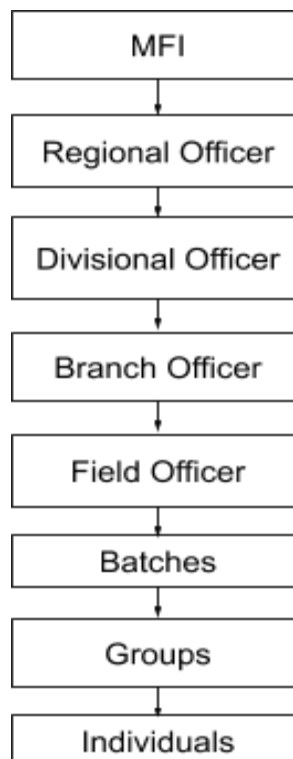 MFI
Regional Officer
Divisional Officer
Branch Officer
Field Officer
Batches
Groups
Individuals